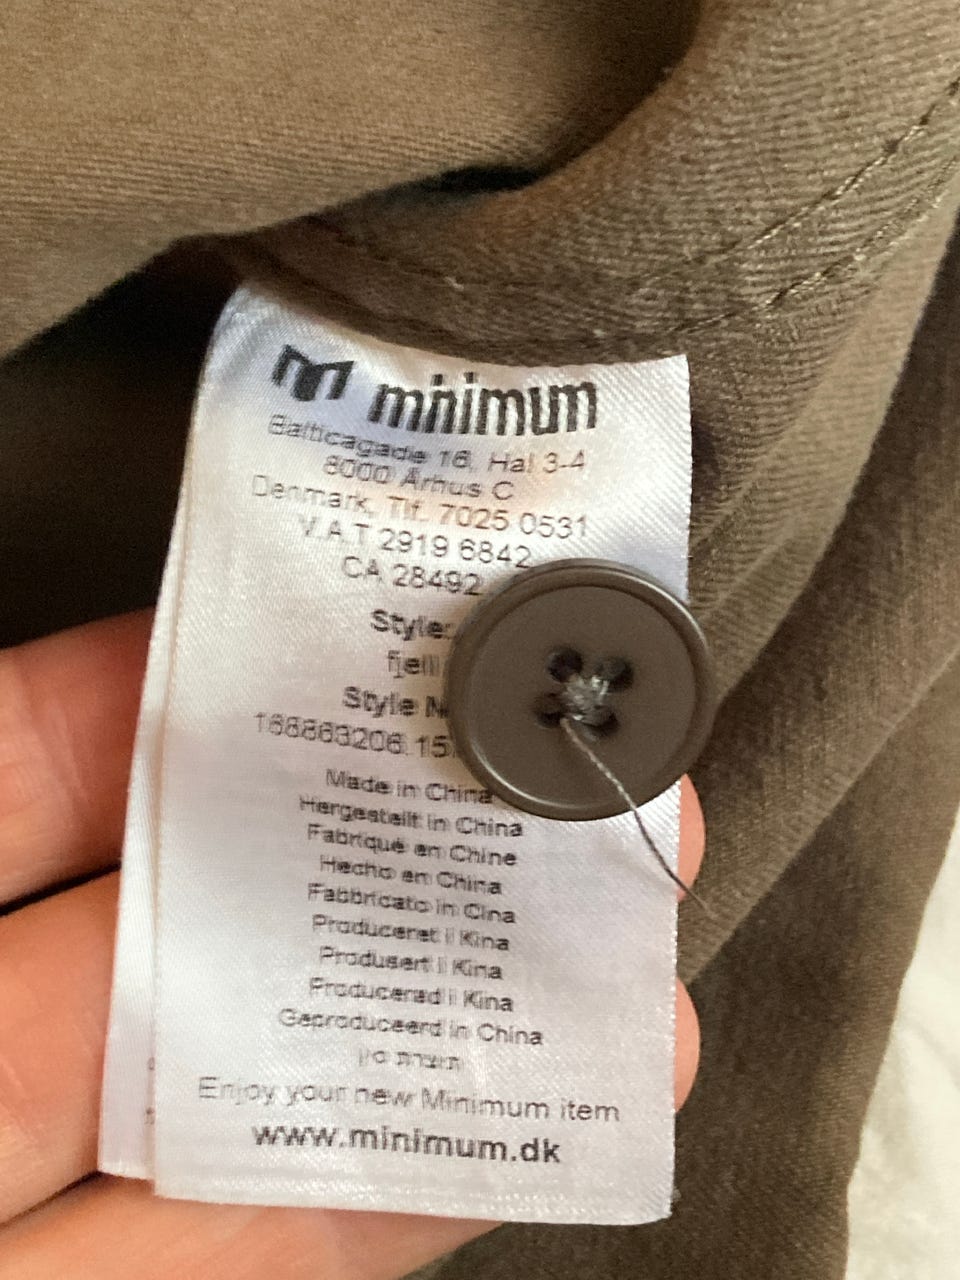 minimum
Balticagade 16. Hal 3-4
8000 Århus C
Denmark, Tlf. 7025 0531
V.A.T 2919 6842
CA 28492
Style:
Style
Made in China
Hergestellt in China
Fabriqué en Chine
Hecho en China
Fabbricato in Cina
Produceret i Kina
Produsert i Kina
Producerad i Kina
Geproduceerd in China
תוצרת סין
Enjoy your new Minimum item
www.minimum.dk